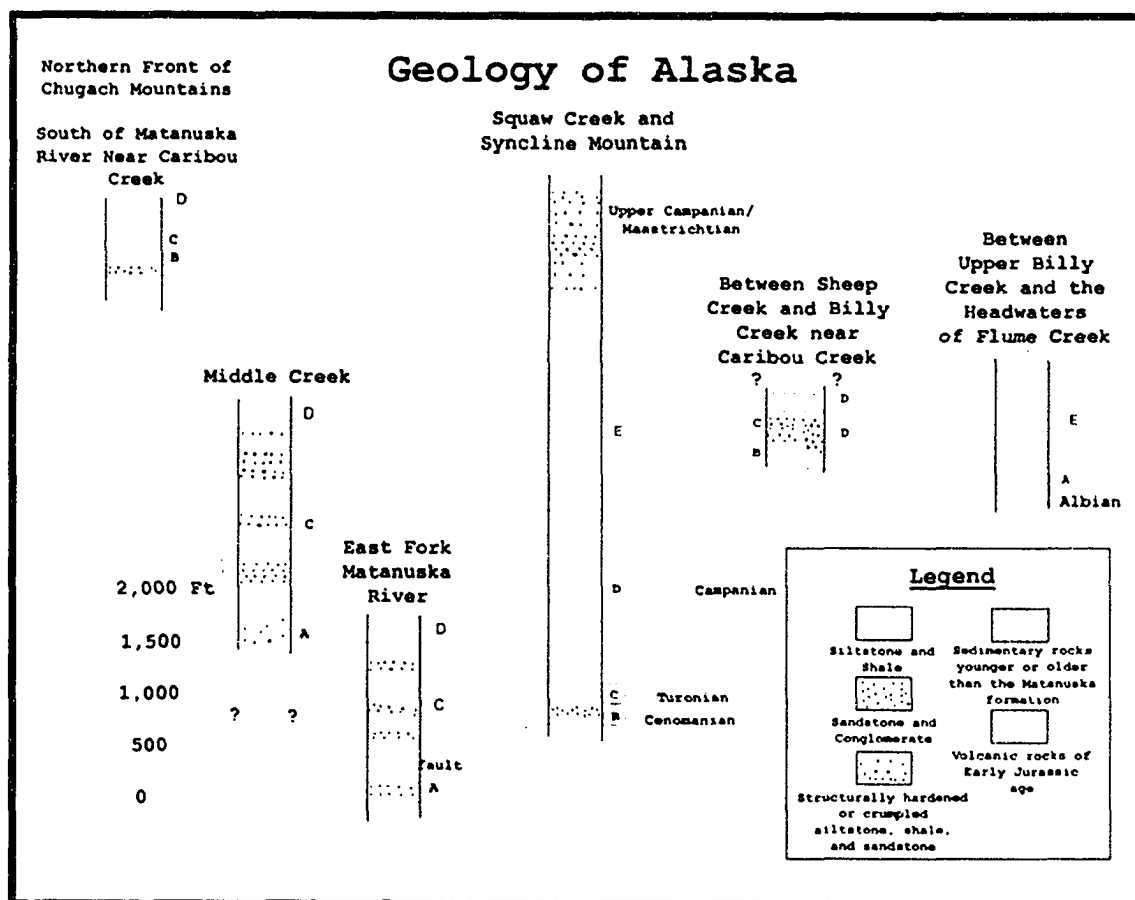 Geology of Alaska
Northern Front of
Chugach Mountains
South of Matanuska
River Near Caribou
Creek
D
C
B
Middle Creek
D
C
A
?
?
2,000 Ft
1,500
1,000
500
0
East Fork
Matanuska
River
D
C
fault
A
Squaw Creek and
Syncline Mountain
Upper Campanian/
Maastrichtian
E
D
Campanian
C
Turonian
B
Cenomanian
Between Sheep
Creek and Billy
Creek near
Caribou Creek
?
?
D
C
D
B
Between
Upper Billy
Creek and the
Headwaters
of Flume Creek
E
A
Albian
Legend
Siltstone and
Shale
Sandstone and
Conglomerate
Structurally hardened
or crumpled
siltstone, shale,
and sandstone
Sedimentary rocks
younger or older
than the Matanuska
formation
Volcanic rocks of
Early Jurassic
age